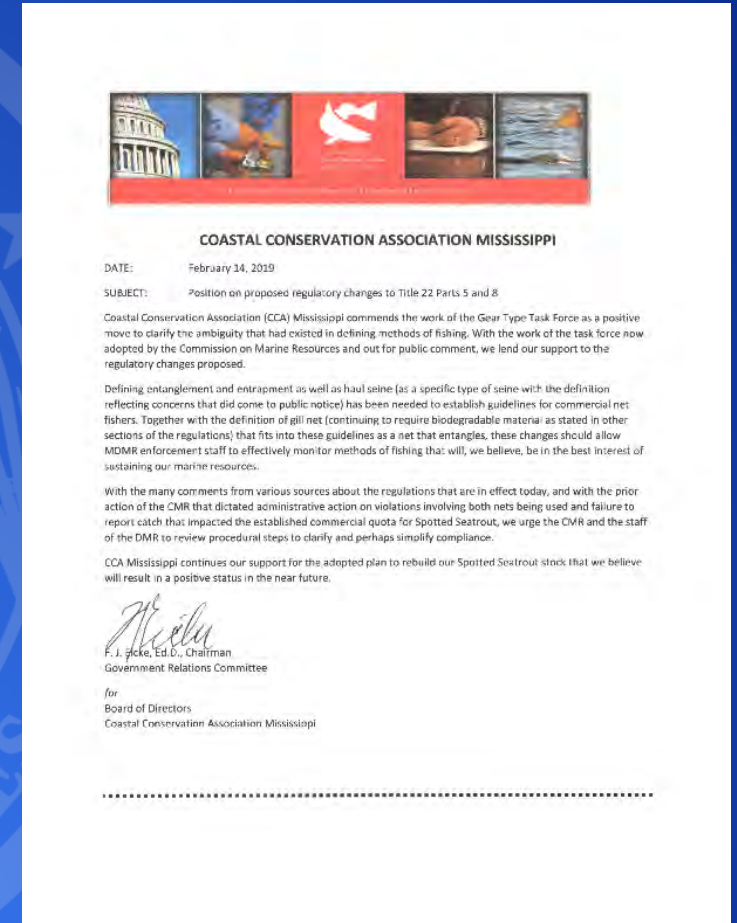 COASTAL CONSERVATION ASSOCIATION MISSISSIPPI
DATE: February 14, 2019
SUBJECT: Position on proposed regulatory changes to Title 22 Parts 5 and 8
Coastal Conservation Association (CCA) Mississippi commends the work of the Gear Type Task Force as a positive
move to clarify the ambiguity that had existed in defining methods of fishing. With the work of the task force now
adopted by the Commission on Marine Resources and out for public comment, we lend our support to the
regulatory changes proposed.
Defining entanglement and entrapment as well as haul seine (as a specific type of seine with the definition
reflecting concerns that did come to public notice) has been needed to establish guidelines for commercial net
fishers. Together with the definition of gill net (continuing to require biodegradable material as stated in other
sections of the regulations) that fits into these guidelines as a net that entangles, these changes should allow
MDMR enforcement staff to effectively monitor methods of fishing that will, we believe, be in the best interest of
sustaining our marine resources.
With the many comments from various sources about the regulations that are in effect today, and with the prior
action of the CMR that dictated administrative action on violations involving both nets being used and failure to
report catch that impacted the established commercial quota for Spotted Seatrout, we urge the CMR and the staff
of the DMR to review procedural steps to clarify and perhaps simplify compliance.
CCA Mississippi continues our support for the adopted plan to rebuild our Spotted Seatrout stock that we believe
will result in a positive status in the near future.
F. J. Eicke, Ed.D., Chairman
Government Relations Committee
for
Board of Directors
Coastal Conservation Association Mississippi